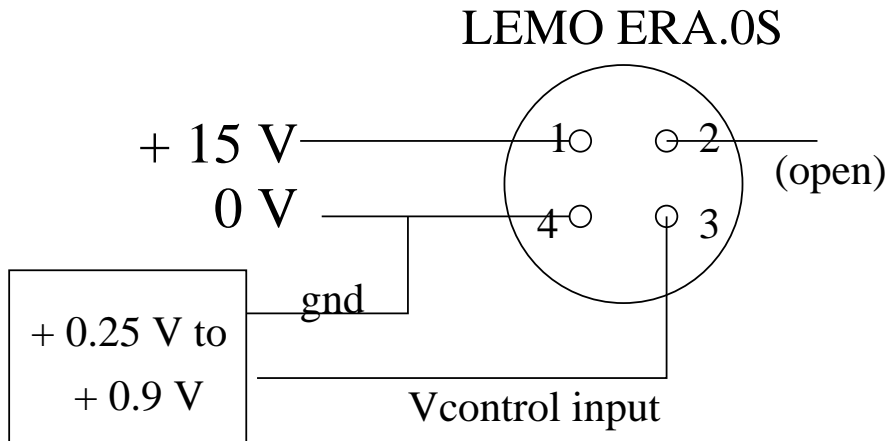 LEMO ERA.0S
+ 15 V
1
2
(open)
0 V
4
3
gnd
+ 0.25 V to
+ 0.9 V
Vcontrol input